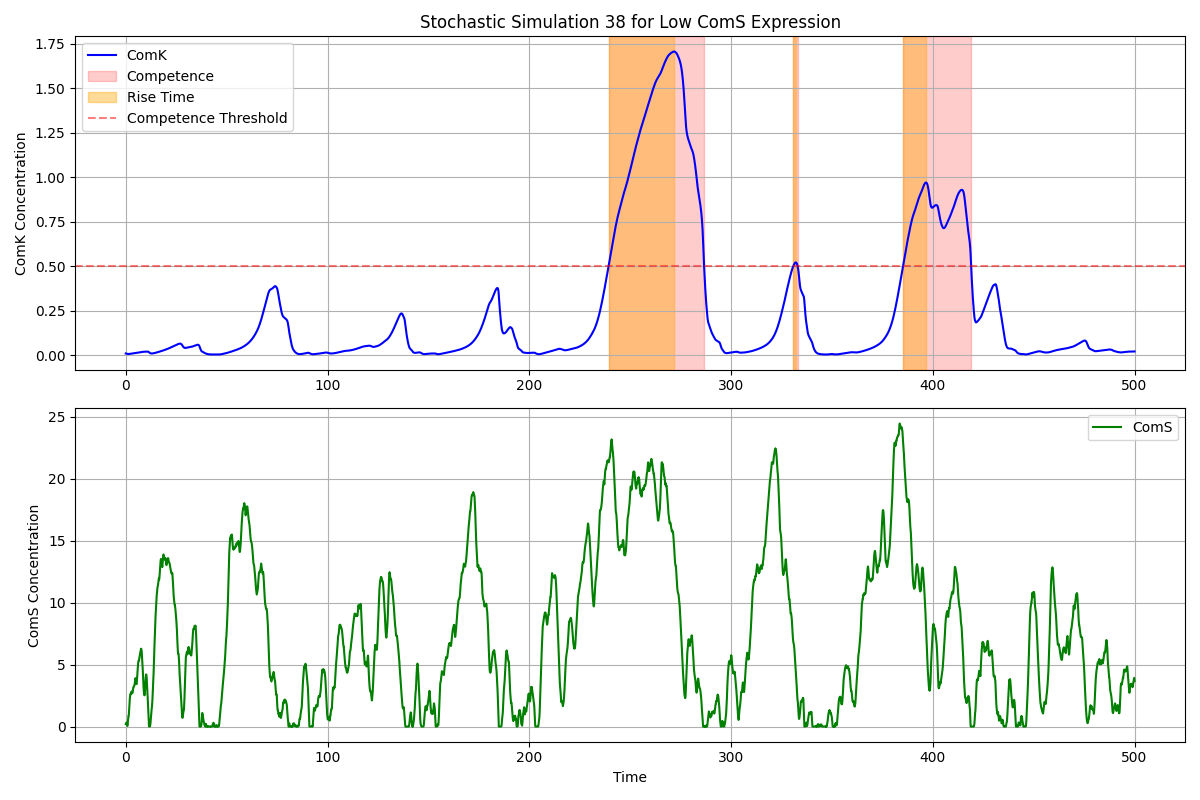 Stochastic Simulation 38 for Low ComS Expression
ComK Concentration
1.75
1.50
1.25
1.00
0.75
0.50
0.25
0.00
ComK
Competence
Rise Time
Competence Threshold
0 100 200 300 400 500
ComS Concentration
25
20
15
10
5
0
ComS
0 100 200 300 400 500
Time